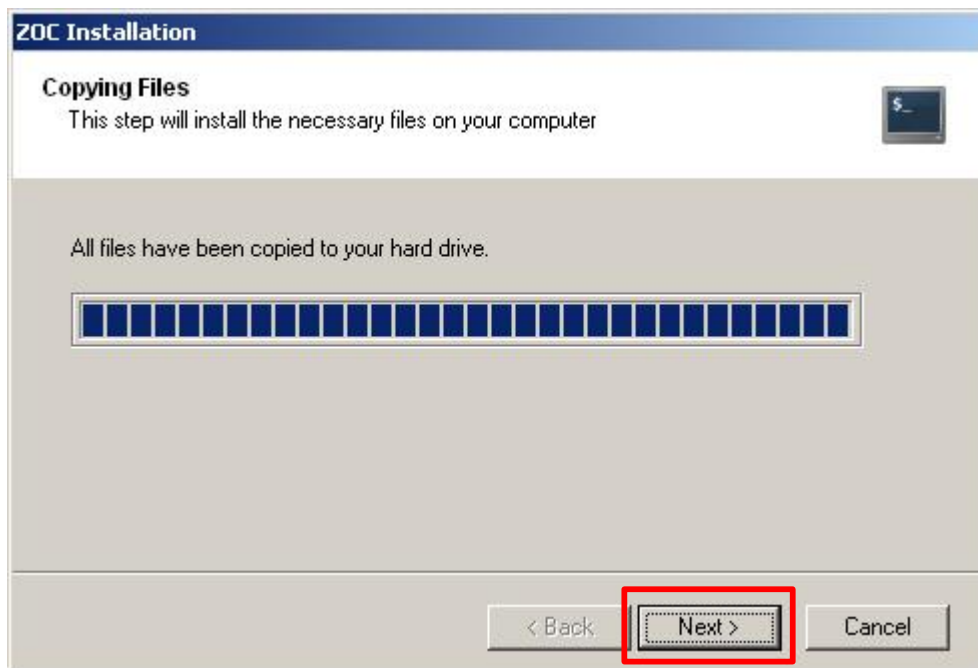 ZOC Installation
Copying Files
This step will install the necessary files on your computer
$_
All files have been copied to your hard drive.
< Back
Next >
Cancel